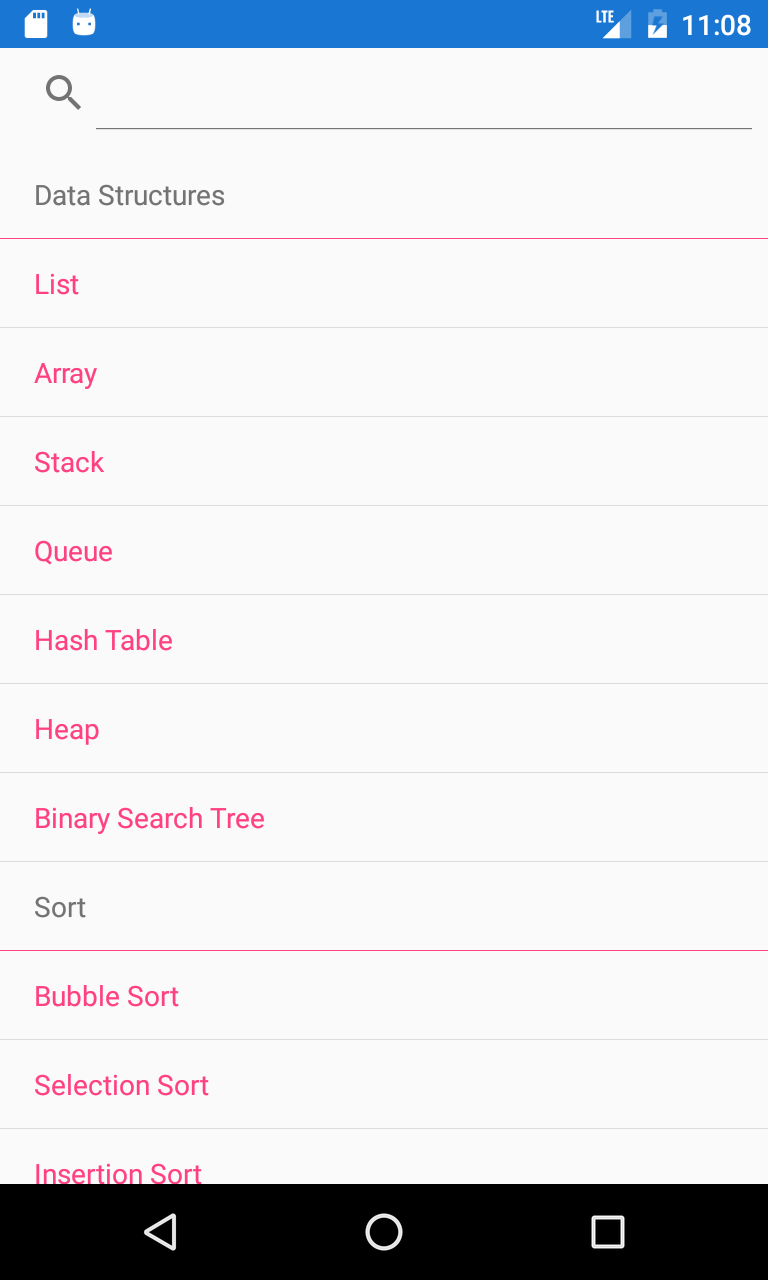 LTE 11:08
Data Structures
List
Array
Stack
Queue
Hash Table
Heap
Binary Search Tree
Sort
Bubble Sort
Selection Sort
Insertion Sort